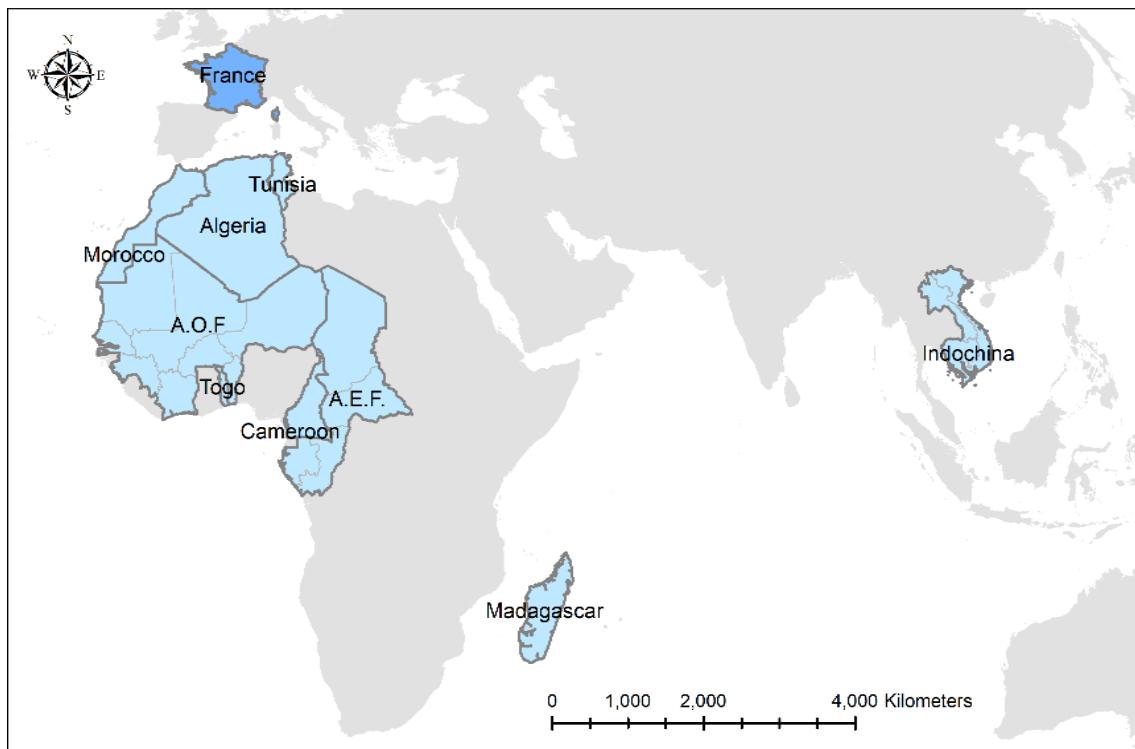 N
W E
S
France
Tunisia
Algeria
Morocco
A.O.F
Togo
A.E.F.
Cameroon
Indochina
Madagascar
0 1,000 2,000 4,000 Kilometers